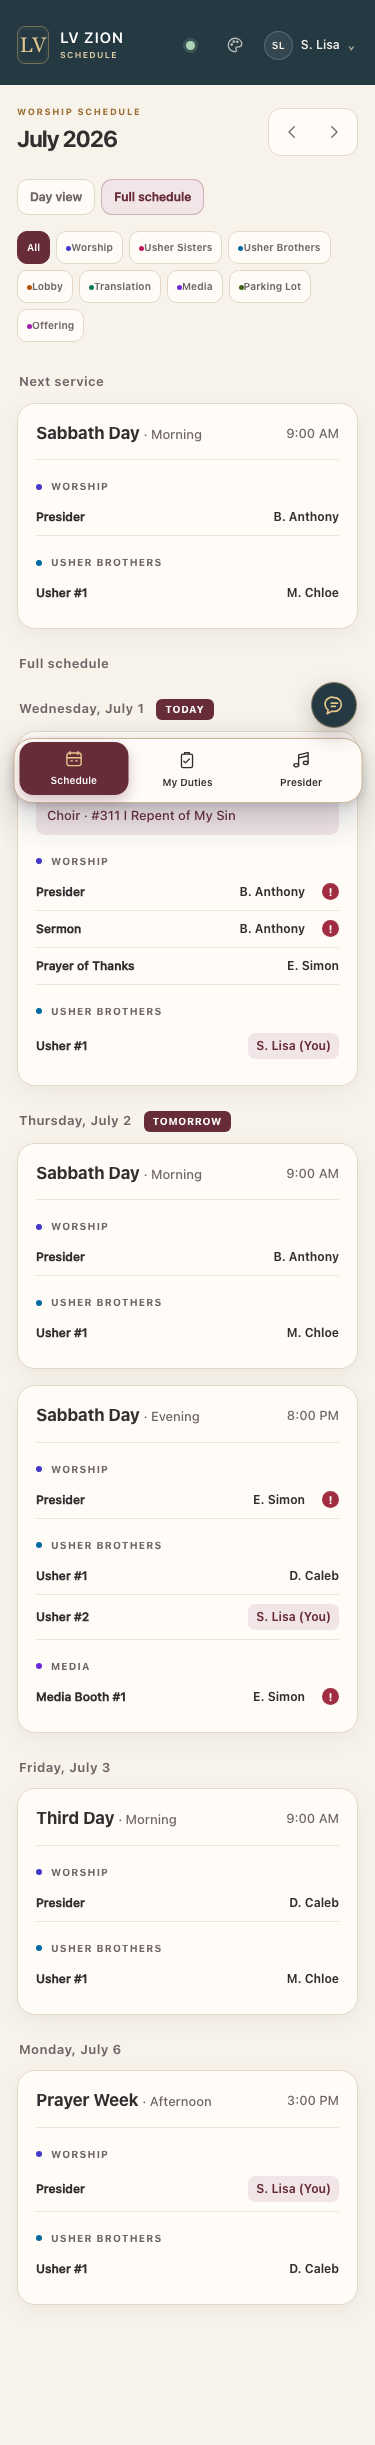 LV
LV ZION
SCHEDULE
SL
S. Lisa
WORSHIP SCHEDULE
July 2026
Day view
Full schedule
All
Worship
Usher Sisters
Usher Brothers
Lobby
Translation
Media
Parking Lot
Offering
Next service
Sabbath Day · Morning 9:00 AM
WORSHIP
Presider B. Anthony
USHER BROTHERS
Usher #1 M. Chloe
Full schedule
Wednesday, July 1 TODAY
Schedule
My Duties
Presider
Choir · #311 I Repent of My Sin
WORSHIP
Presider B. Anthony !
Sermon B. Anthony !
Prayer of Thanks E. Simon
USHER BROTHERS
Usher #1 S. Lisa (You)
Thursday, July 2 TOMORROW
Sabbath Day · Morning 9:00 AM
WORSHIP
Presider B. Anthony
USHER BROTHERS
Usher #1 M. Chloe
Sabbath Day · Evening 8:00 PM
WORSHIP
Presider E. Simon !
USHER BROTHERS
Usher #1 D. Caleb
Usher #2 S. Lisa (You)
MEDIA
Media Booth #1 E. Simon !
Friday, July 3
Third Day · Morning 9:00 AM
WORSHIP
Presider D. Caleb
USHER BROTHERS
Usher #1 M. Chloe
Monday, July 6
Prayer Week · Afternoon 3:00 PM
WORSHIP
Presider S. Lisa (You)
USHER BROTHERS
Usher #1 D. Caleb